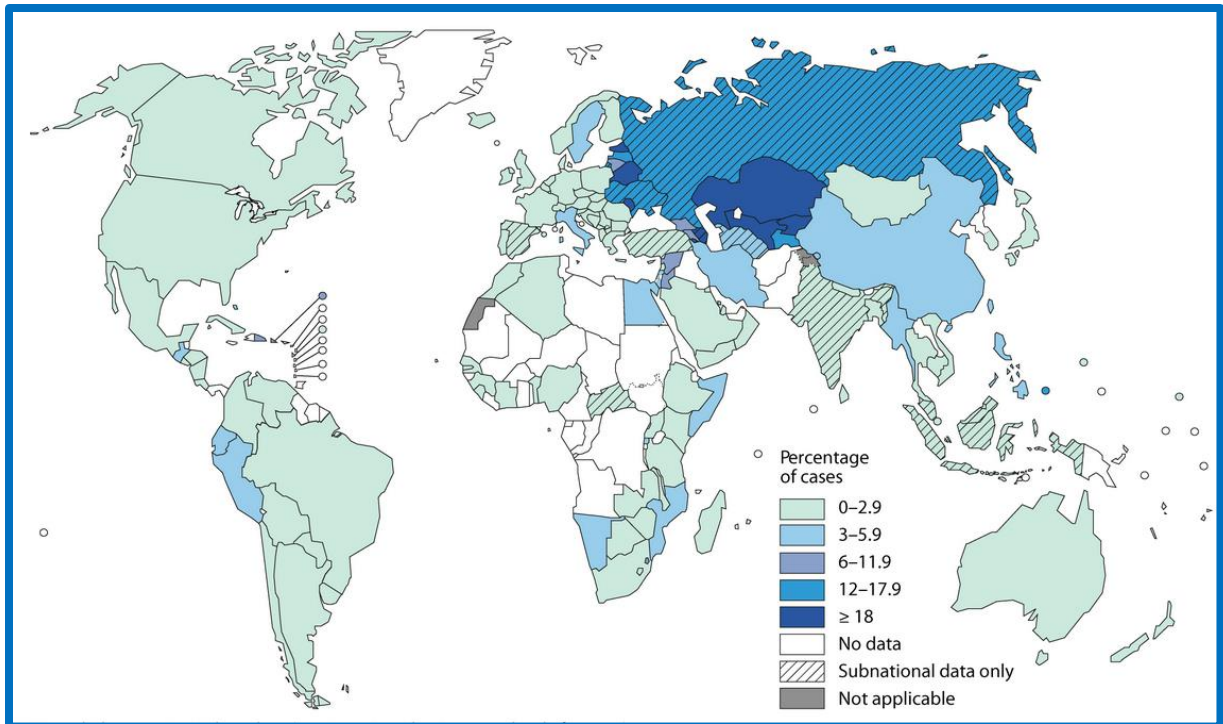 Percentage
of cases
0–2.9
3–5.9
6–11.9
12–17.9
≥ 18
No data
Subnational data only
Not applicable